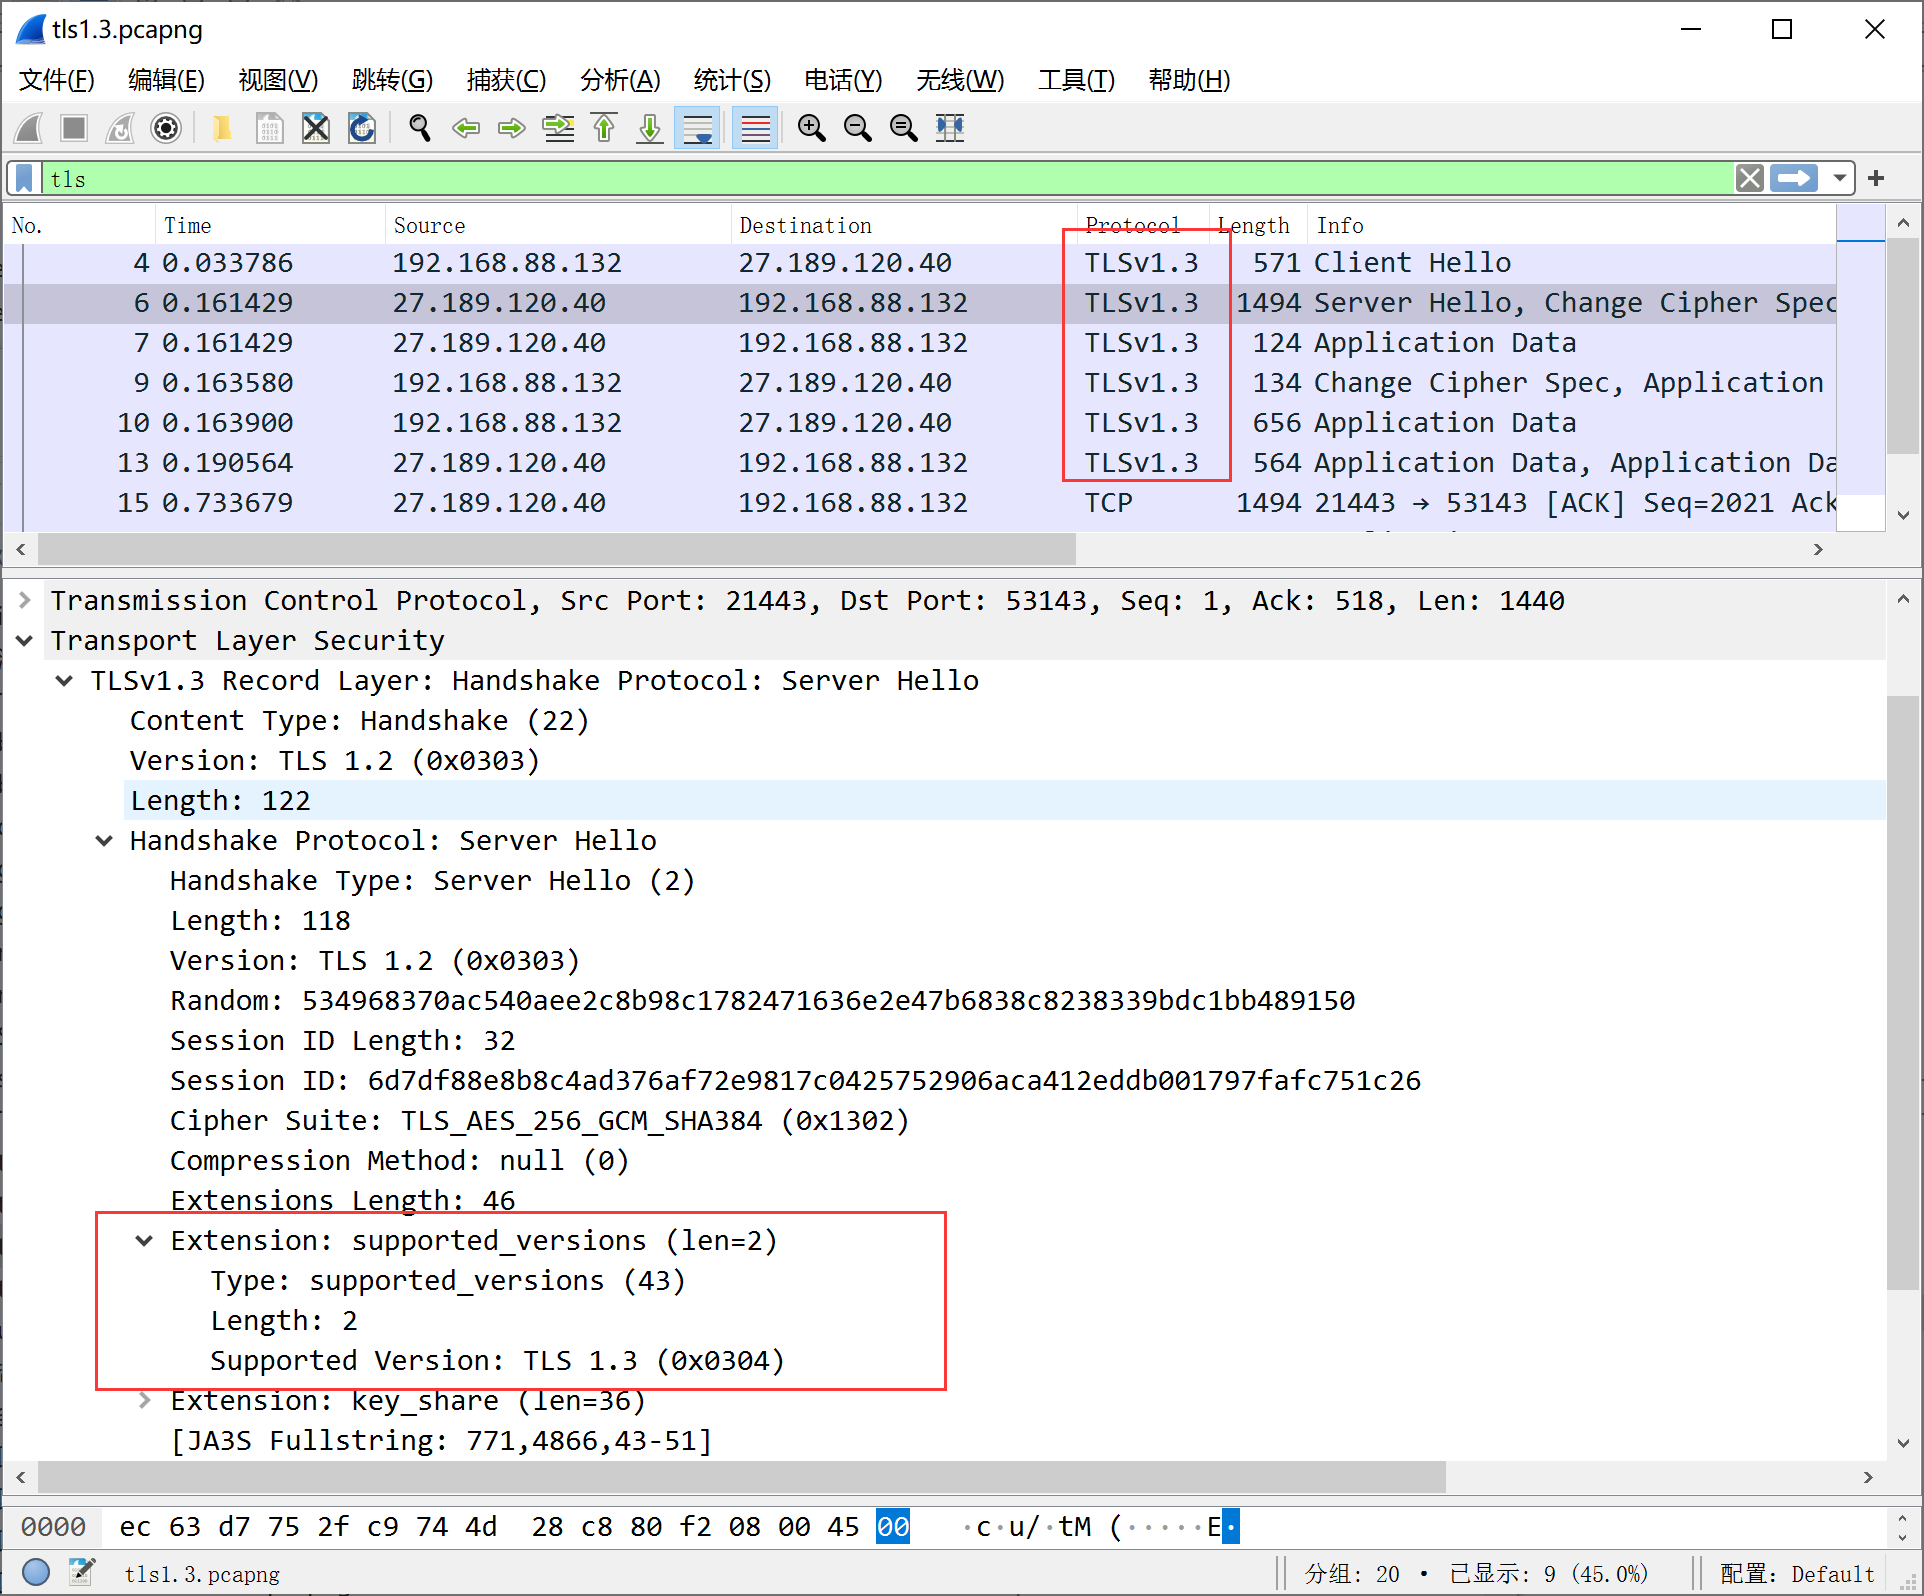 tls1.3.pcapng
文件(F) 编辑(E) 视图(V) 跳转(G) 捕获(C) 分析(A) 统计(S) 电话(Y) 无线(W) 工具(T) 帮助(H)
tls
No. Time Source Destination Protocol Length Info
4 0.033786 192.168.88.132 27.189.120.40 TLSv1.3 571 Client Hello
6 0.161429 27.189.120.40 192.168.88.132 TLSv1.3 1494 Server Hello, Change Cipher Spec
7 0.161429 27.189.120.40 192.168.88.132 TLSv1.3 124 Application Data
9 0.163580 192.168.88.132 27.189.120.40 TLSv1.3 134 Change Cipher Spec, Application
10 0.163900 192.168.88.132 27.189.120.40 TLSv1.3 656 Application Data
13 0.190564 27.189.120.40 192.168.88.132 TLSv1.3 564 Application Data, Application Da
15 0.733679 27.189.120.40 192.168.88.132 TCP 1494 21443 → 53143 [ACK] Seq=2021 Ack
Transmission Control Protocol, Src Port: 21443, Dst Port: 53143, Seq: 1, Ack: 518, Len: 1440
Transport Layer Security
TLSv1.3 Record Layer: Handshake Protocol: Server Hello
Content Type: Handshake (22)
Version: TLS 1.2 (0x0303)
Length: 122
Handshake Protocol: Server Hello
Handshake Type: Server Hello (2)
Length: 118
Version: TLS 1.2 (0x0303)
Random: 534968370ac540aee2c8b98c1782471636e2e47b6838c8238339bdc1bb489150
Session ID Length: 32
Session ID: 6d7df88e8b8c4ad376af72e9817c0425752906aca412eddb001797fafc751c26
Cipher Suite: TLS_AES_256_GCM_SHA384 (0x1302)
Compression Method: null (0)
Extensions Length: 46
Extension: supported_versions (len=2)
Type: supported_versions (43)
Length: 2
Supported Version: TLS 1.3 (0x0304)
Extension: key_share (len=36)
[JA3S Fullstring: 771,4866,43-51]
0000 ec 63 d7 75 2f c9 74 4d 28 c8 80 f2 08 00 45 00 ·c·u/·tM (·····E·
tls1.3.pcapng 分组: 20 · 已显示: 9 (45.0%) 配置: Default